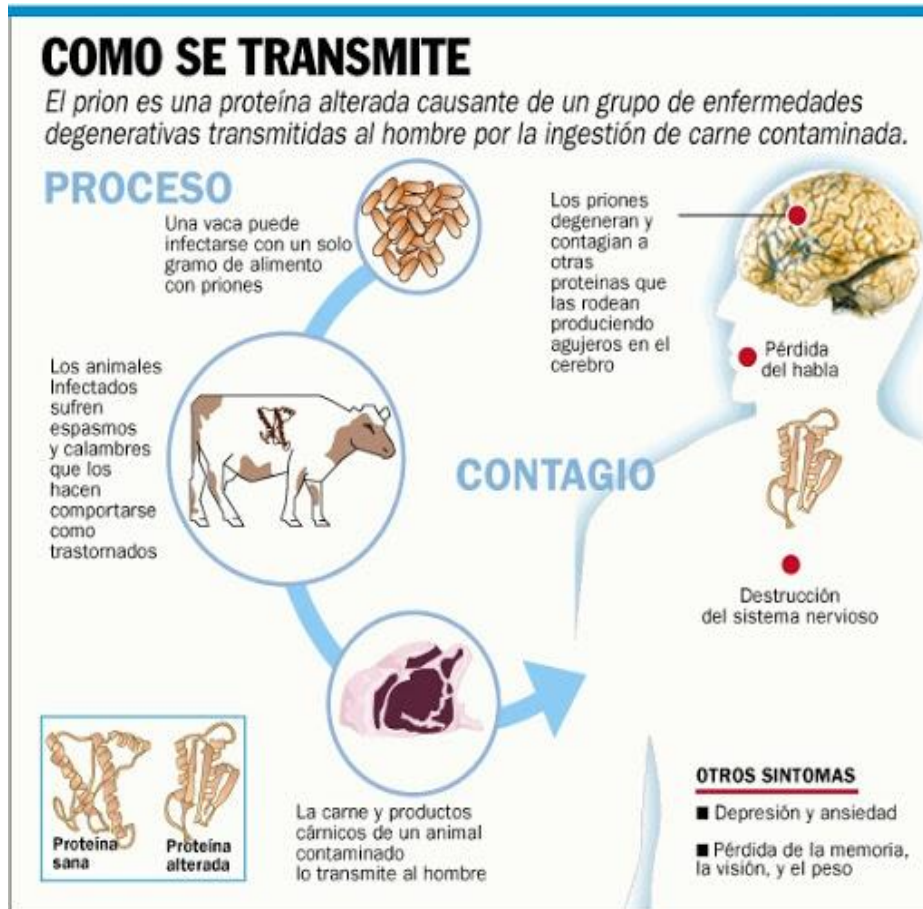 COMO SE TRANSMITE
El prion es una proteína alterada causante de un grupo de enfermedades
degenerativas transmitidas al hombre por la ingestión de carne contaminada.
PROCESO
Una vaca puede
infectarse con un solo
gramo de alimento
con priones
Los animales
Infectados
sufren
espasmos
y calambres
que los
hacen
comportarse
como
trastornados
La carne y productos
cárnicos de un animal
contaminado
lo transmite al hombre
Proteína
sana
Proteína
alterada
CONTAGIO
Los priones
degeneran y
contagian a
otras
proteinas que
las rodean
produciendo
agujeros en el
cerebro
Pérdida
del habla
Destrucción
del sistema nervioso
OTROS SINTOMAS
■ Depresión y ansiedad
■ Pérdida de la memoria,
la visión, y el peso